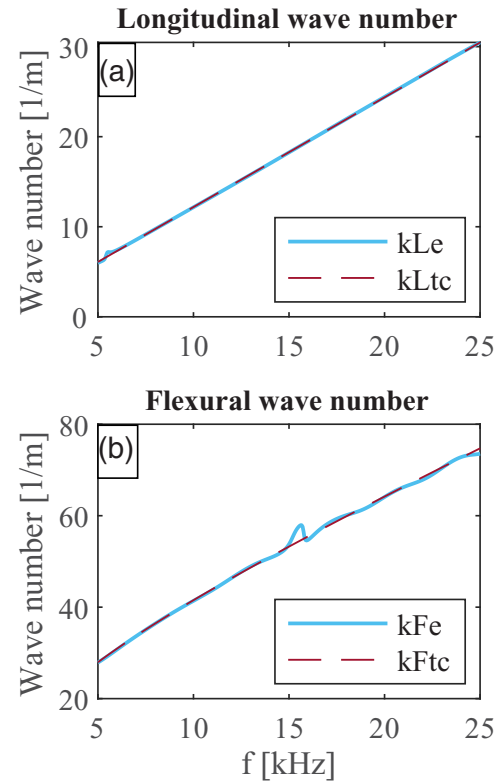 Longitudinal wave number
(a)
Wave number [1/m]
30
20
10
0
kLe
kLtc
5 10 15 20 25
Flexural wave number
(b)
Wave number [1/m]
80
60
40
20
kFe
kFtc
5 10 15 20 25
f [kHz]